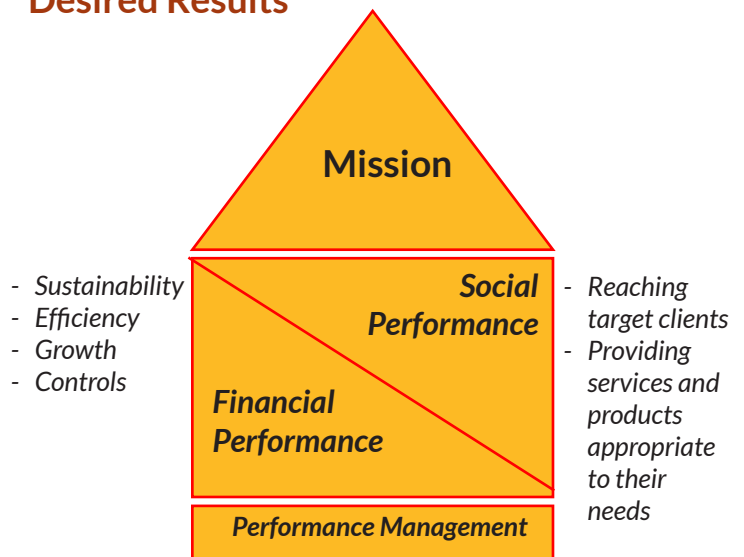 Desired Results
Mission
- Sustainability
- Efficiency
- Growth
- Controls
Social
Performance
Financial
Performance
- Reaching
target clients
- Providing
services and
products
appropriate
to their
needs
Performance Management